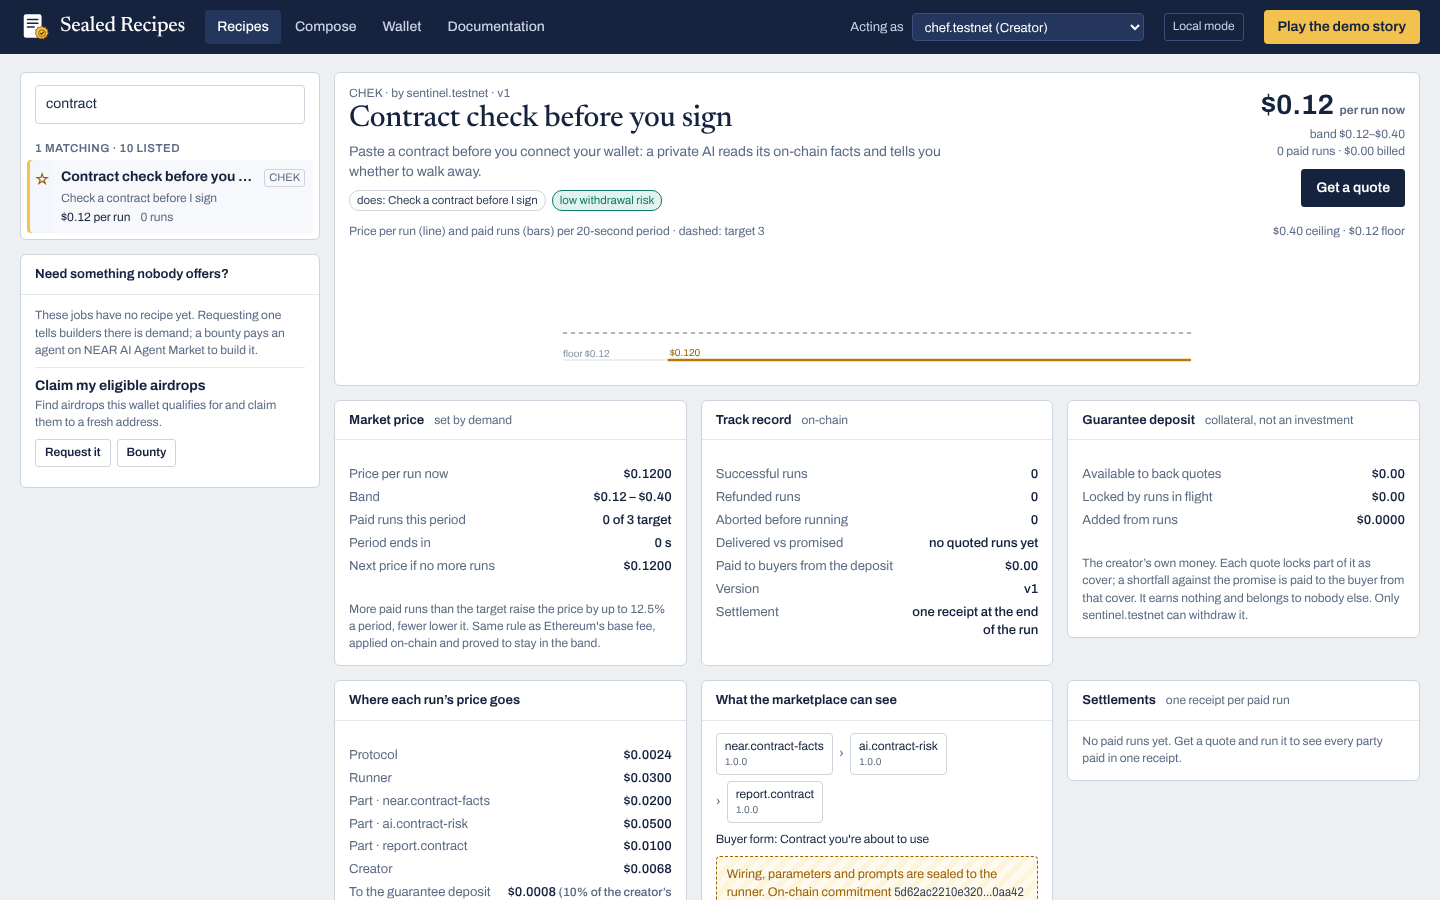 Sealed Recipes
Recipes
Compose
Wallet
Documentation
Acting as
chef.testnet (Creator)
Local mode
Play the demo story
contract
1 MATCHING · 10 LISTED
Contract check before you ...
CHEK
Check a contract before I sign
$0.12 per run 0 runs
Need something nobody offers?
These jobs have no recipe yet. Requesting one
tells builders there is demand; a bounty pays an
agent on NEAR AI Agent Market to build it.
Claim my eligible airdrops
Find airdrops this wallet qualifies for and claim
them to a fresh address.
Request it
Bounty
CHEK · by sentinel.testnet · v1
Contract check before you sign
Paste a contract before you connect your wallet: a private AI reads its on-chain facts and tells you
whether to walk away.
does: Check a contract before I sign
low withdrawal risk
$0.12 per run now
band $0.12–$0.40
0 paid runs · $0.00 billed
Get a quote
Price per run (line) and paid runs (bars) per 20-second period · dashed: target 3
$0.40 ceiling · $0.12 floor
floor $0.12
$0.120
Market price set by demand
Price per run now $0.1200
Band $0.12 – $0.40
Paid runs this period 0 of 3 target
Period ends in 0 s
Next price if no more runs $0.1200
More paid runs than the target raise the price by up to 12.5%
a period, fewer lower it. Same rule as Ethereum's base fee,
applied on-chain and proved to stay in the band.
Track record on-chain
Successful runs 0
Refunded runs 0
Aborted before running 0
Delivered vs promised no quoted runs yet
Paid to buyers from the deposit $0.00
Version v1
Settlement one receipt at the end
of the run
Guarantee deposit collateral, not an investment
Available to back quotes $0.00
Locked by runs in flight $0.00
Added from runs $0.0000
The creator's own money. Each quote locks part of it as
cover; a shortfall against the promise is paid to the buyer from
that cover. It earns nothing and belongs to nobody else. Only
sentinel.testnet can withdraw it.
Where each run's price goes
Protocol $0.0024
Runner $0.0300
Part · near.contract-facts $0.0200
Part · ai.contract-risk $0.0500
Part · report.contract $0.0100
Creator $0.0068
To the guarantee deposit $0.0008 (10% of the creator's
What the marketplace can see
near.contract-facts
1.0.0
›
ai.contract-risk
1.0.0
›
report.contract
1.0.0
Buyer form: Contract you're about to use
Wiring, parameters and prompts are sealed to the
runner. On-chain commitment 5d62ac2210e320…0aa42
Settlements one receipt per paid run
No paid runs yet. Get a quote and run it to see every party
paid in one receipt.